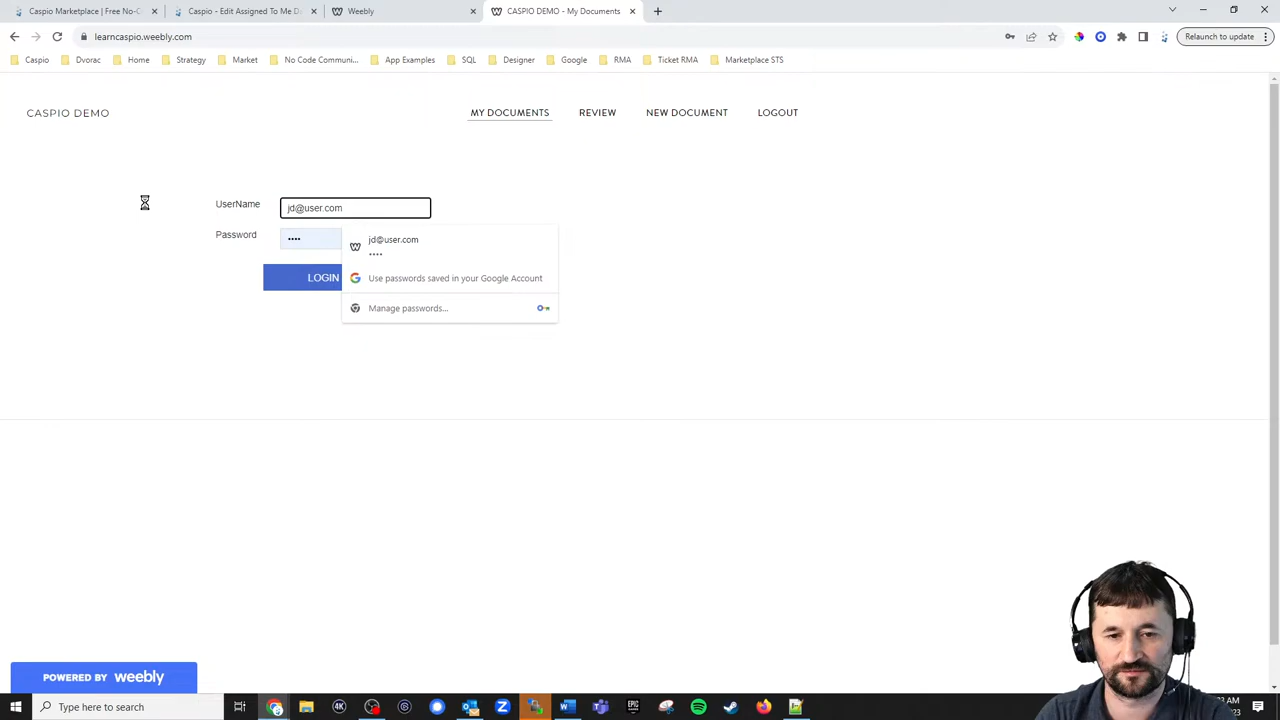 Caspio Marketplace | Free No-C
Caspio - Edit Assigned To Me D
Weebly
CASPIO DEMO - My Documents
learncaspio.weebly.com
Relaunch to update
Caspio
Dvorac
Home
Strategy
Market
No Code Communi...
App Examples
SQL
Designer
Google
RMA
Ticket RMA
Marketplace STS
CASPIO DEMO
MY DOCUMENTS
REVIEW
NEW DOCUMENT
LOGOUT
UserName
jd@user.com
Password
••••
jd@user.com
••••
LOGIN
Use passwords saved in your Google Account
Manage passwords...
POWERED BY weebly
Type here to search
4K
EPIC GAMES